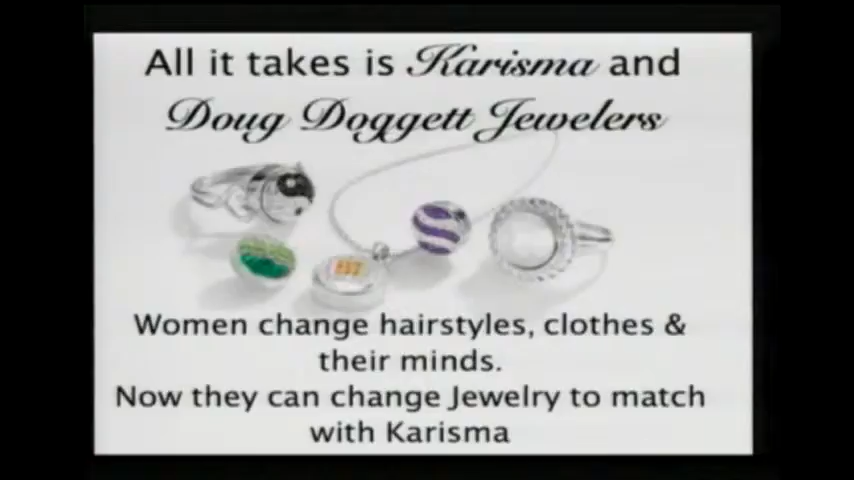 All it takes is Karisma and
Doug Doggett Jewelers
Women change hairstyles, clothes &
their minds.
Now they can change Jewelry to match
with Karisma